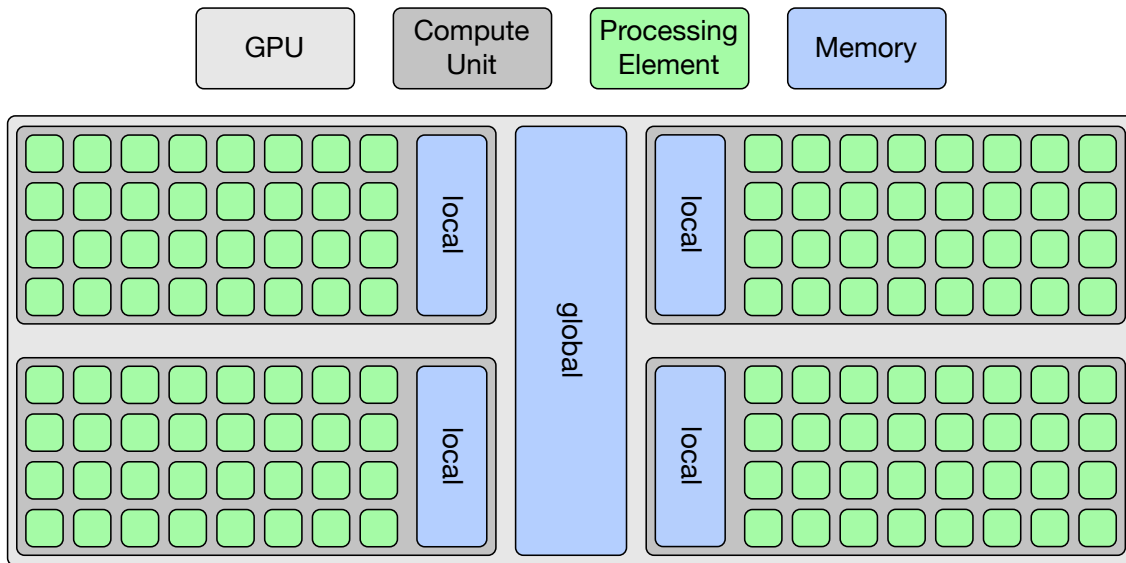 GPU
Compute
Unit
Processing
Element
Memory
local
global
local
local
local